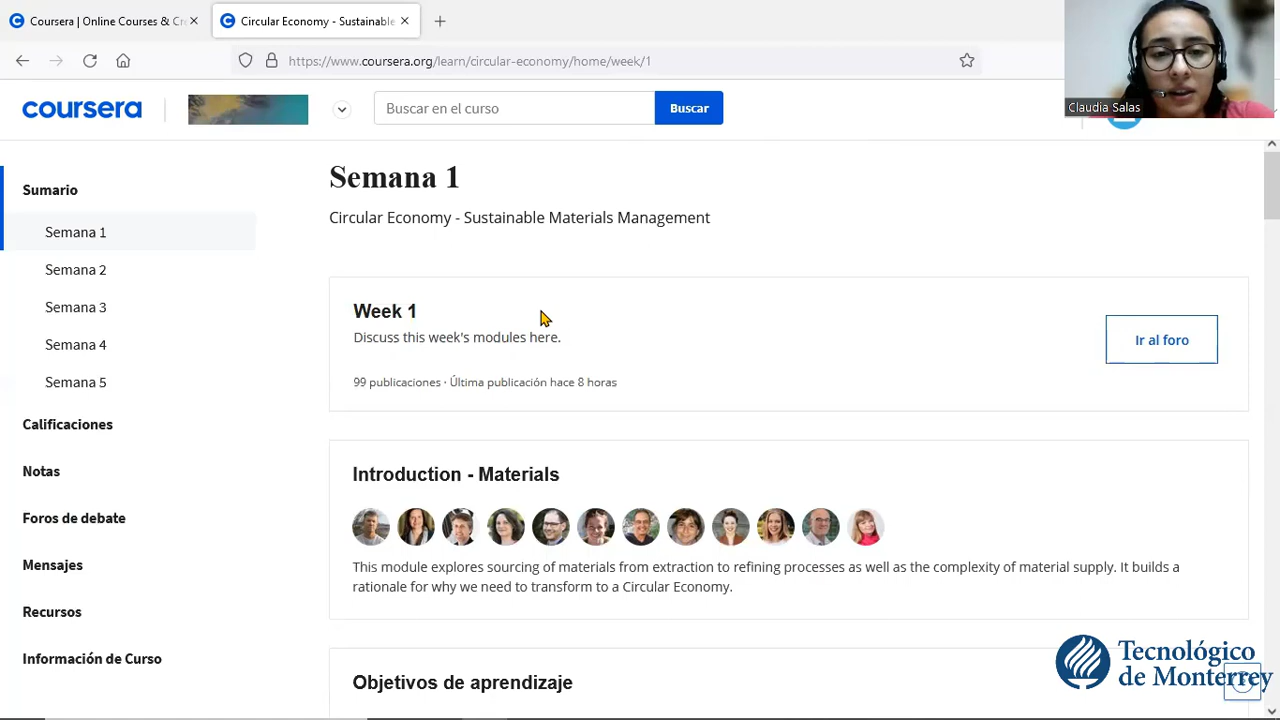 Coursera | Online Courses & Cr
Circular Economy - Sustainable
https://www.coursera.org/learn/circular-economy/home/week/1
Claudia Salas
coursera
Buscar en el curso
Buscar
Sumario
Semana 1
Semana 2
Semana 3
Semana 4
Semana 5
Calificaciones
Notas
Foros de debate
Mensajes
Recursos
Información de Curso
Semana 1
Circular Economy - Sustainable Materials Management
Week 1
Discuss this week's modules here.
99 publicaciones · Última publicación hace 8 horas
Ir al foro
Introduction - Materials
This module explores sourcing of materials from extraction to refining processes as well as the complexity of material supply. It builds a
rationale for why we need to transform to a Circular Economy.
Objetivos de aprendizaje
Tecnológico
de Monterrey